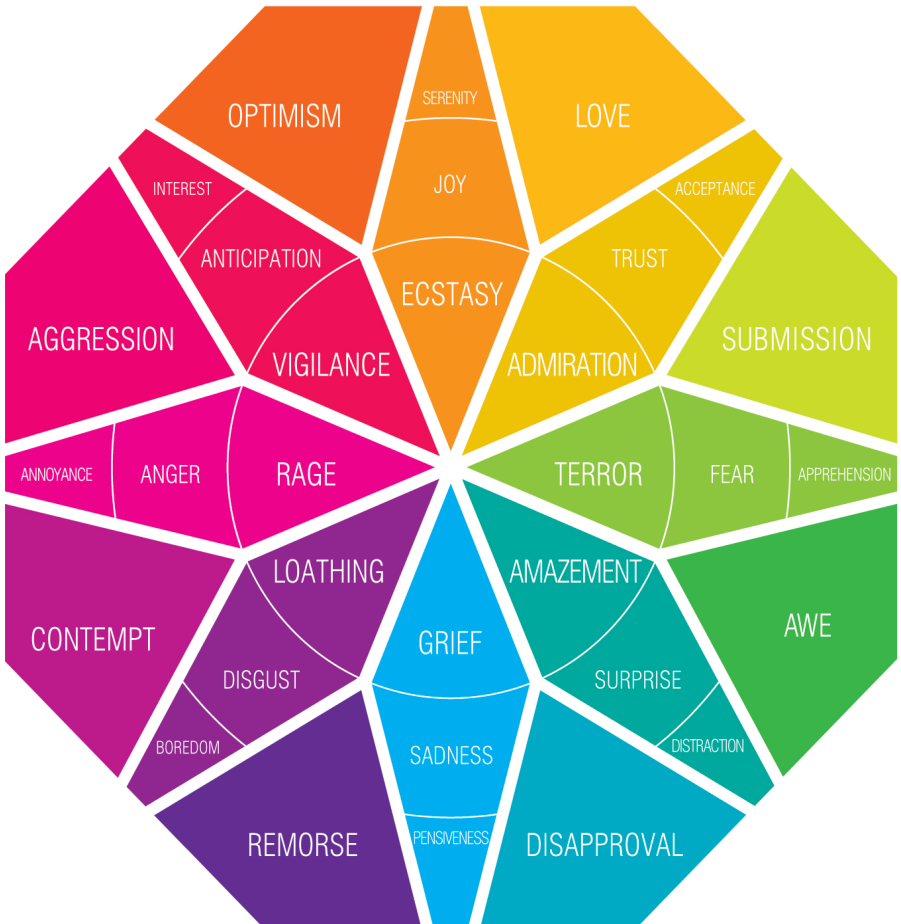 SERENITY
OPTIMISM
LOVE
JOY
INTEREST
ACCEPTANCE
ANTICIPATION
TRUST
ECSTASY
AGGRESSION
SUBMISSION
VIGILANCE
ADMIRATION
ANNOYANCE
ANGER
RAGE
TERROR
FEAR
APPREHENSION
LOATHING
AMAZEMENT
CONTEMPT
GRIEF
AWE
DISGUST
SURPRISE
BOREDOM
SADNESS
DISTRACTION
REMORSE
PENSIVENESS
DISAPPROVAL